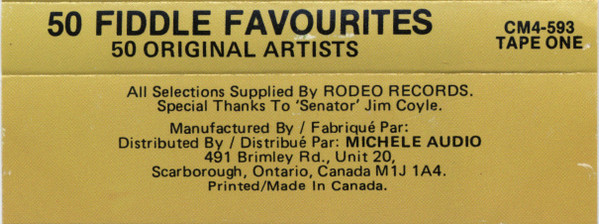 50 FIDDLE FAVOURITES
50 ORIGINAL ARTISTS
CM4-593
TAPE ONE
All Selections Supplied By RODEO RECORDS.
Special Thanks To 'Senator' Jim Coyle.
Manufactured By / Fabriqué Par:
Distributed By / Distribué Par: MICHELE AUDIO
491 Brimley Rd., Unit 20,
Scarborough, Ontario, Canada M1J 1A4.
Printed/Made In Canada.